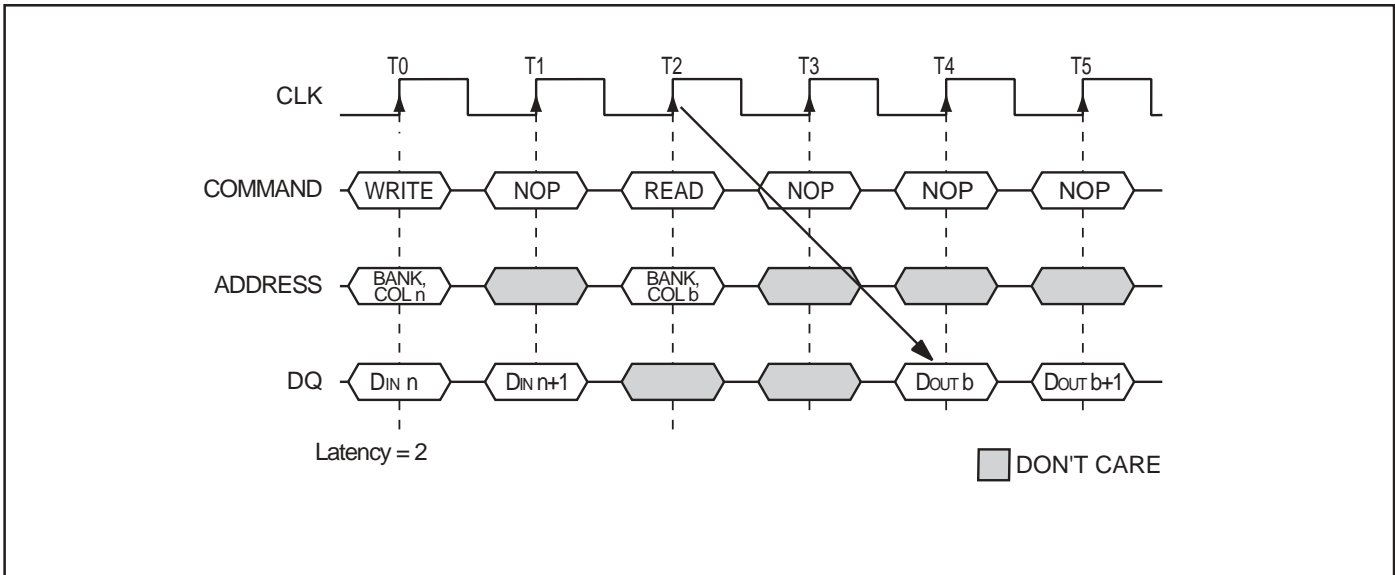 T0 T1 T2 T3 T4 T5
CLK
COMMAND WRITE NOP READ NOP NOP NOP
ADDRESS BANK, COL n BANK, COL b
DQ DIN n DIN n+1 DOUT b DOUT b+1
Latency = 2
DON'T CARE